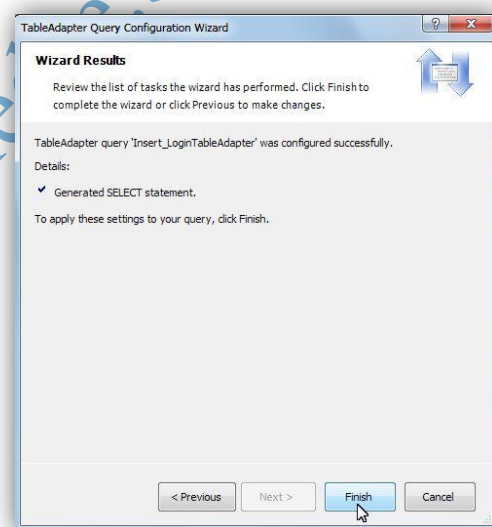 TableAdapter Query Configuration Wizard
Wizard Results
Review the list of tasks the wizard has performed. Click Finish to
complete the wizard or click Previous to make changes.
TableAdapter query 'Insert_LoginTableAdapter' was configured successfully.
Details:
Generated SELECT statement.
To apply these settings to your query, click Finish.
< Previous
Next >
Finish
Cancel